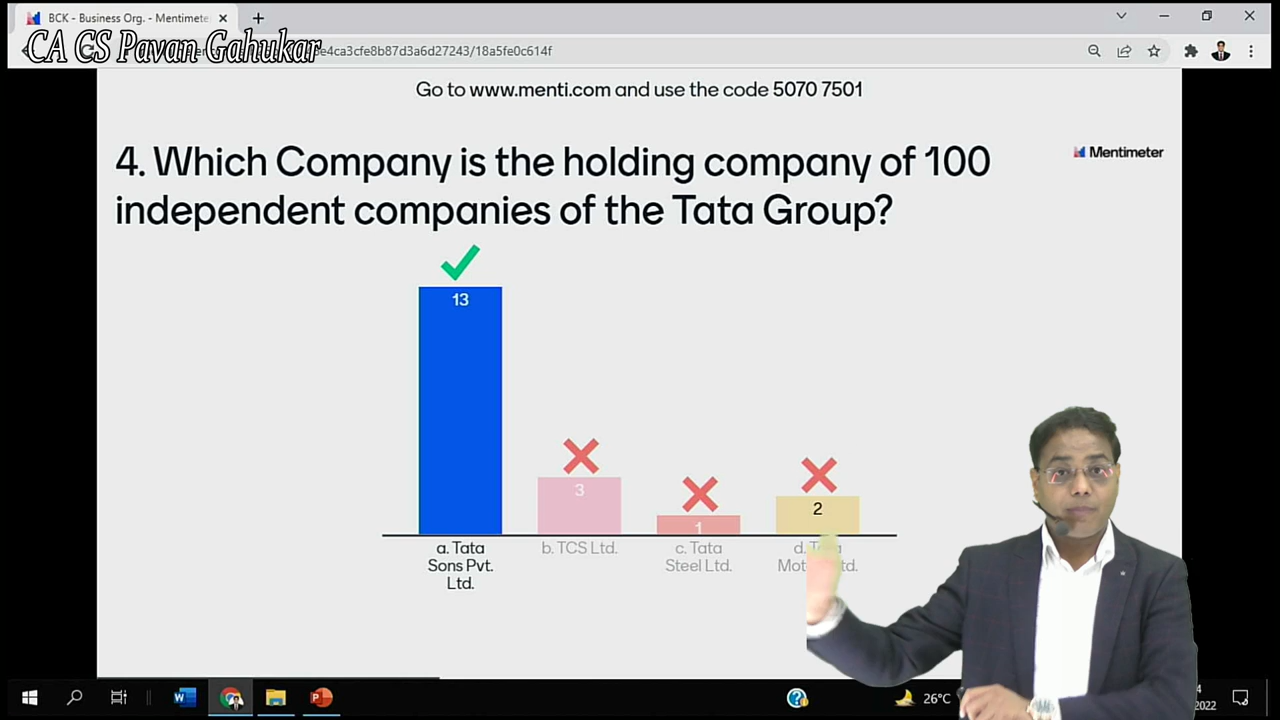 BCK - Business Org. - Mentimete
CA CS Pavan Gahukar
e4ca3cfe8b87d3a6d27243/18a5fe0c614f
Go to www.menti.com and use the code 5070 7501
4. Which Company is the holding company of 100
independent companies of the Tata Group?
Mentimeter
13
3
1
2
a. Tata
Sons Pvt.
Ltd.
b. TCS Ltd.
c. Tata
Steel Ltd.
d.
26°C
2022